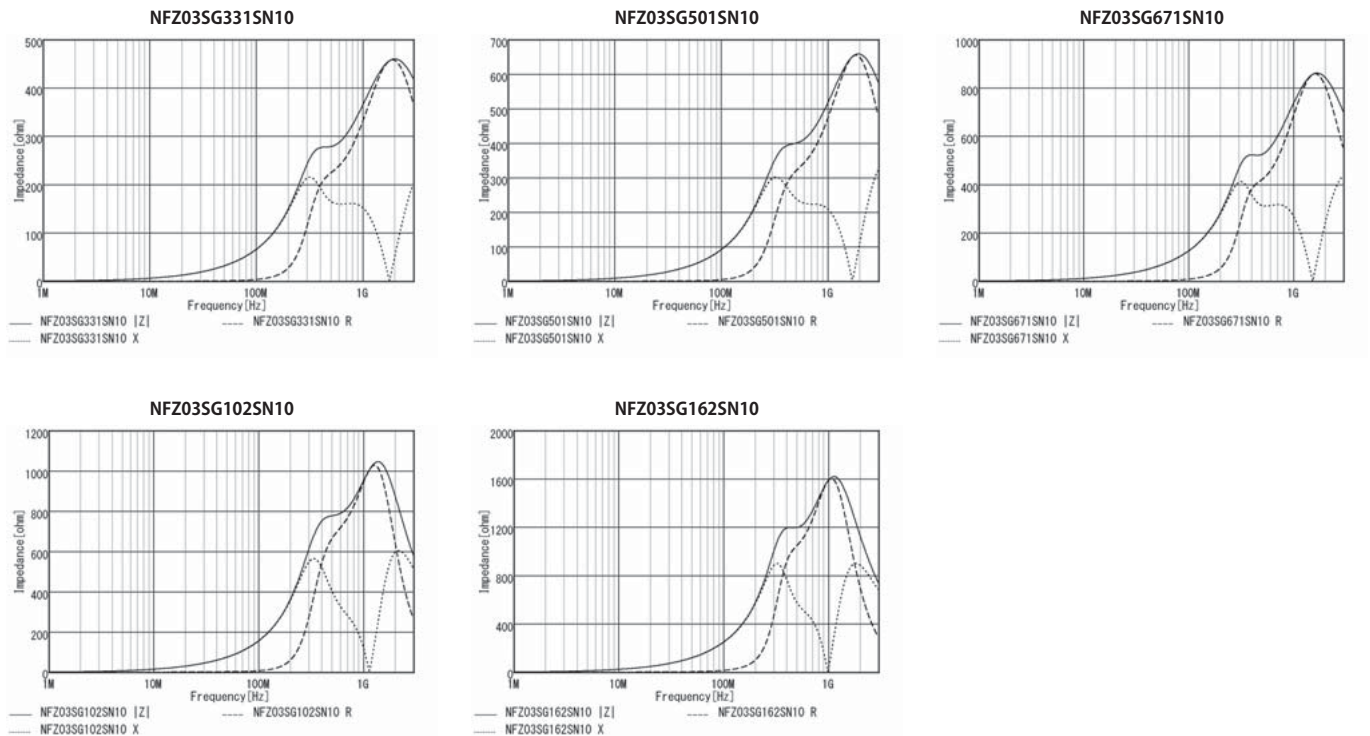 NFZ03SG331SN10
500
400
300
200
100
0
Impedance[ohm]
1M 10M 100M 1G
Frequency[Hz]
NFZ03SG331SN10 |Z| NFZ03SG331SN10 R
NFZ03SG331SN10 X
NFZ03SG501SN10
700
600
500
400
300
200
100
0
Impedance[ohm]
1M 10M 100M 1G
Frequency[Hz]
NFZ03SG501SN10 |Z| NFZ03SG501SN10 R
NFZ03SG501SN10 X
NFZ03SG671SN10
1000
800
600
400
200
0
Impedance[ohm]
1M 10M 100M 1G
Frequency[Hz]
NFZ03SG671SN10 |Z| NFZ03SG671SN10 R
NFZ03SG671SN10 X
NFZ03SG102SN10
1200
1000
800
600
400
200
0
Impedance[ohm]
1M 10M 100M 1G
Frequency[Hz]
NFZ03SG102SN10 |Z| NFZ03SG102SN10 R
NFZ03SG102SN10 X
NFZ03SG162SN10
2000
1600
1200
800
400
0
Impedance[ohm]
1M 10M 100M 1G
Frequency[Hz]
NFZ03SG162SN10 |Z| NFZ03SG162SN10 R
NFZ03SG162SN10 X